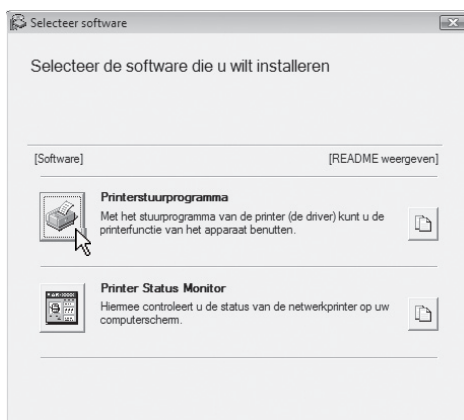 Selecteer software
Selecteer de software die u wilt installeren
[Software] [README weergeven]
Printerstuurprogramma
Met het stuurprogramma van de printer (de driver) kunt u de
printerfunctie van het apparaat benutten.
Printer Status Monitor
Hiermee controleert u de status van de netwerkprinter op uw
computerscherm.